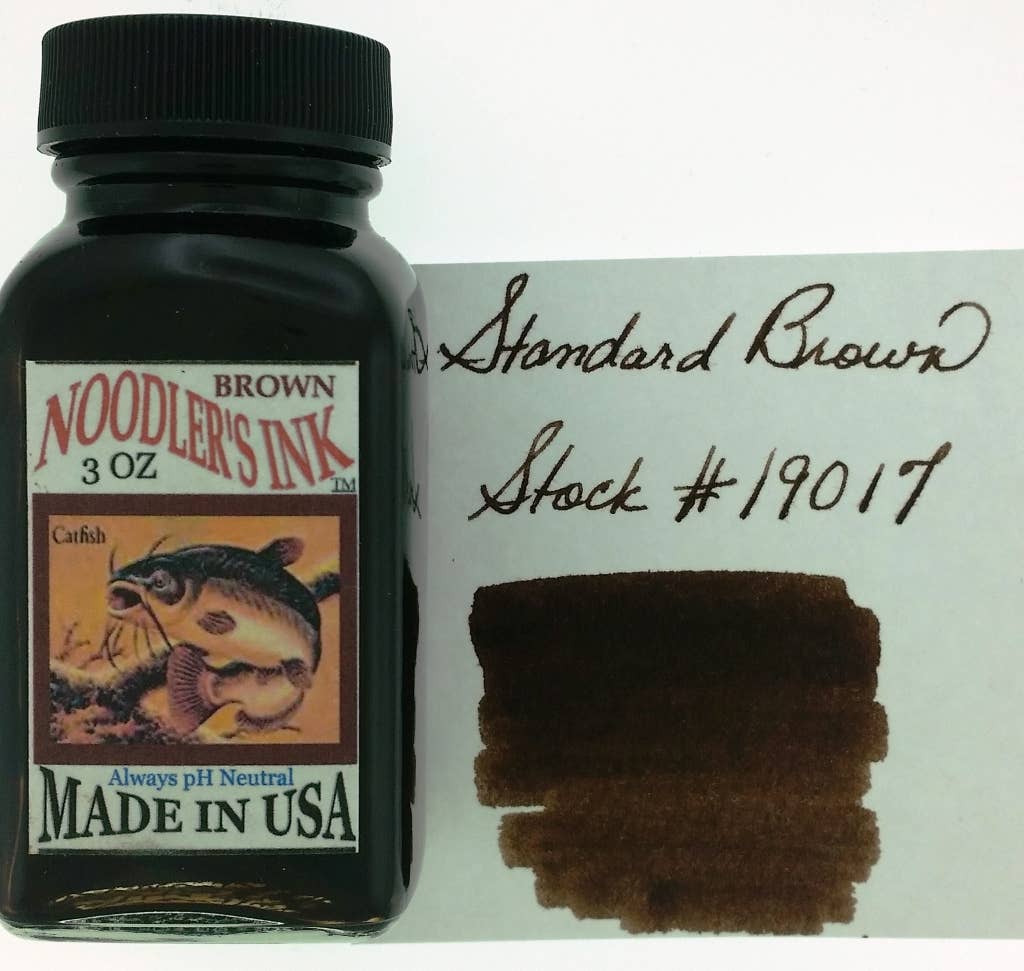 BROWN
NOODLER'S INK
TM
3 OZ
Catfish
Always pH Neutral
MADE IN USA
Standard Brown
Stock #19017